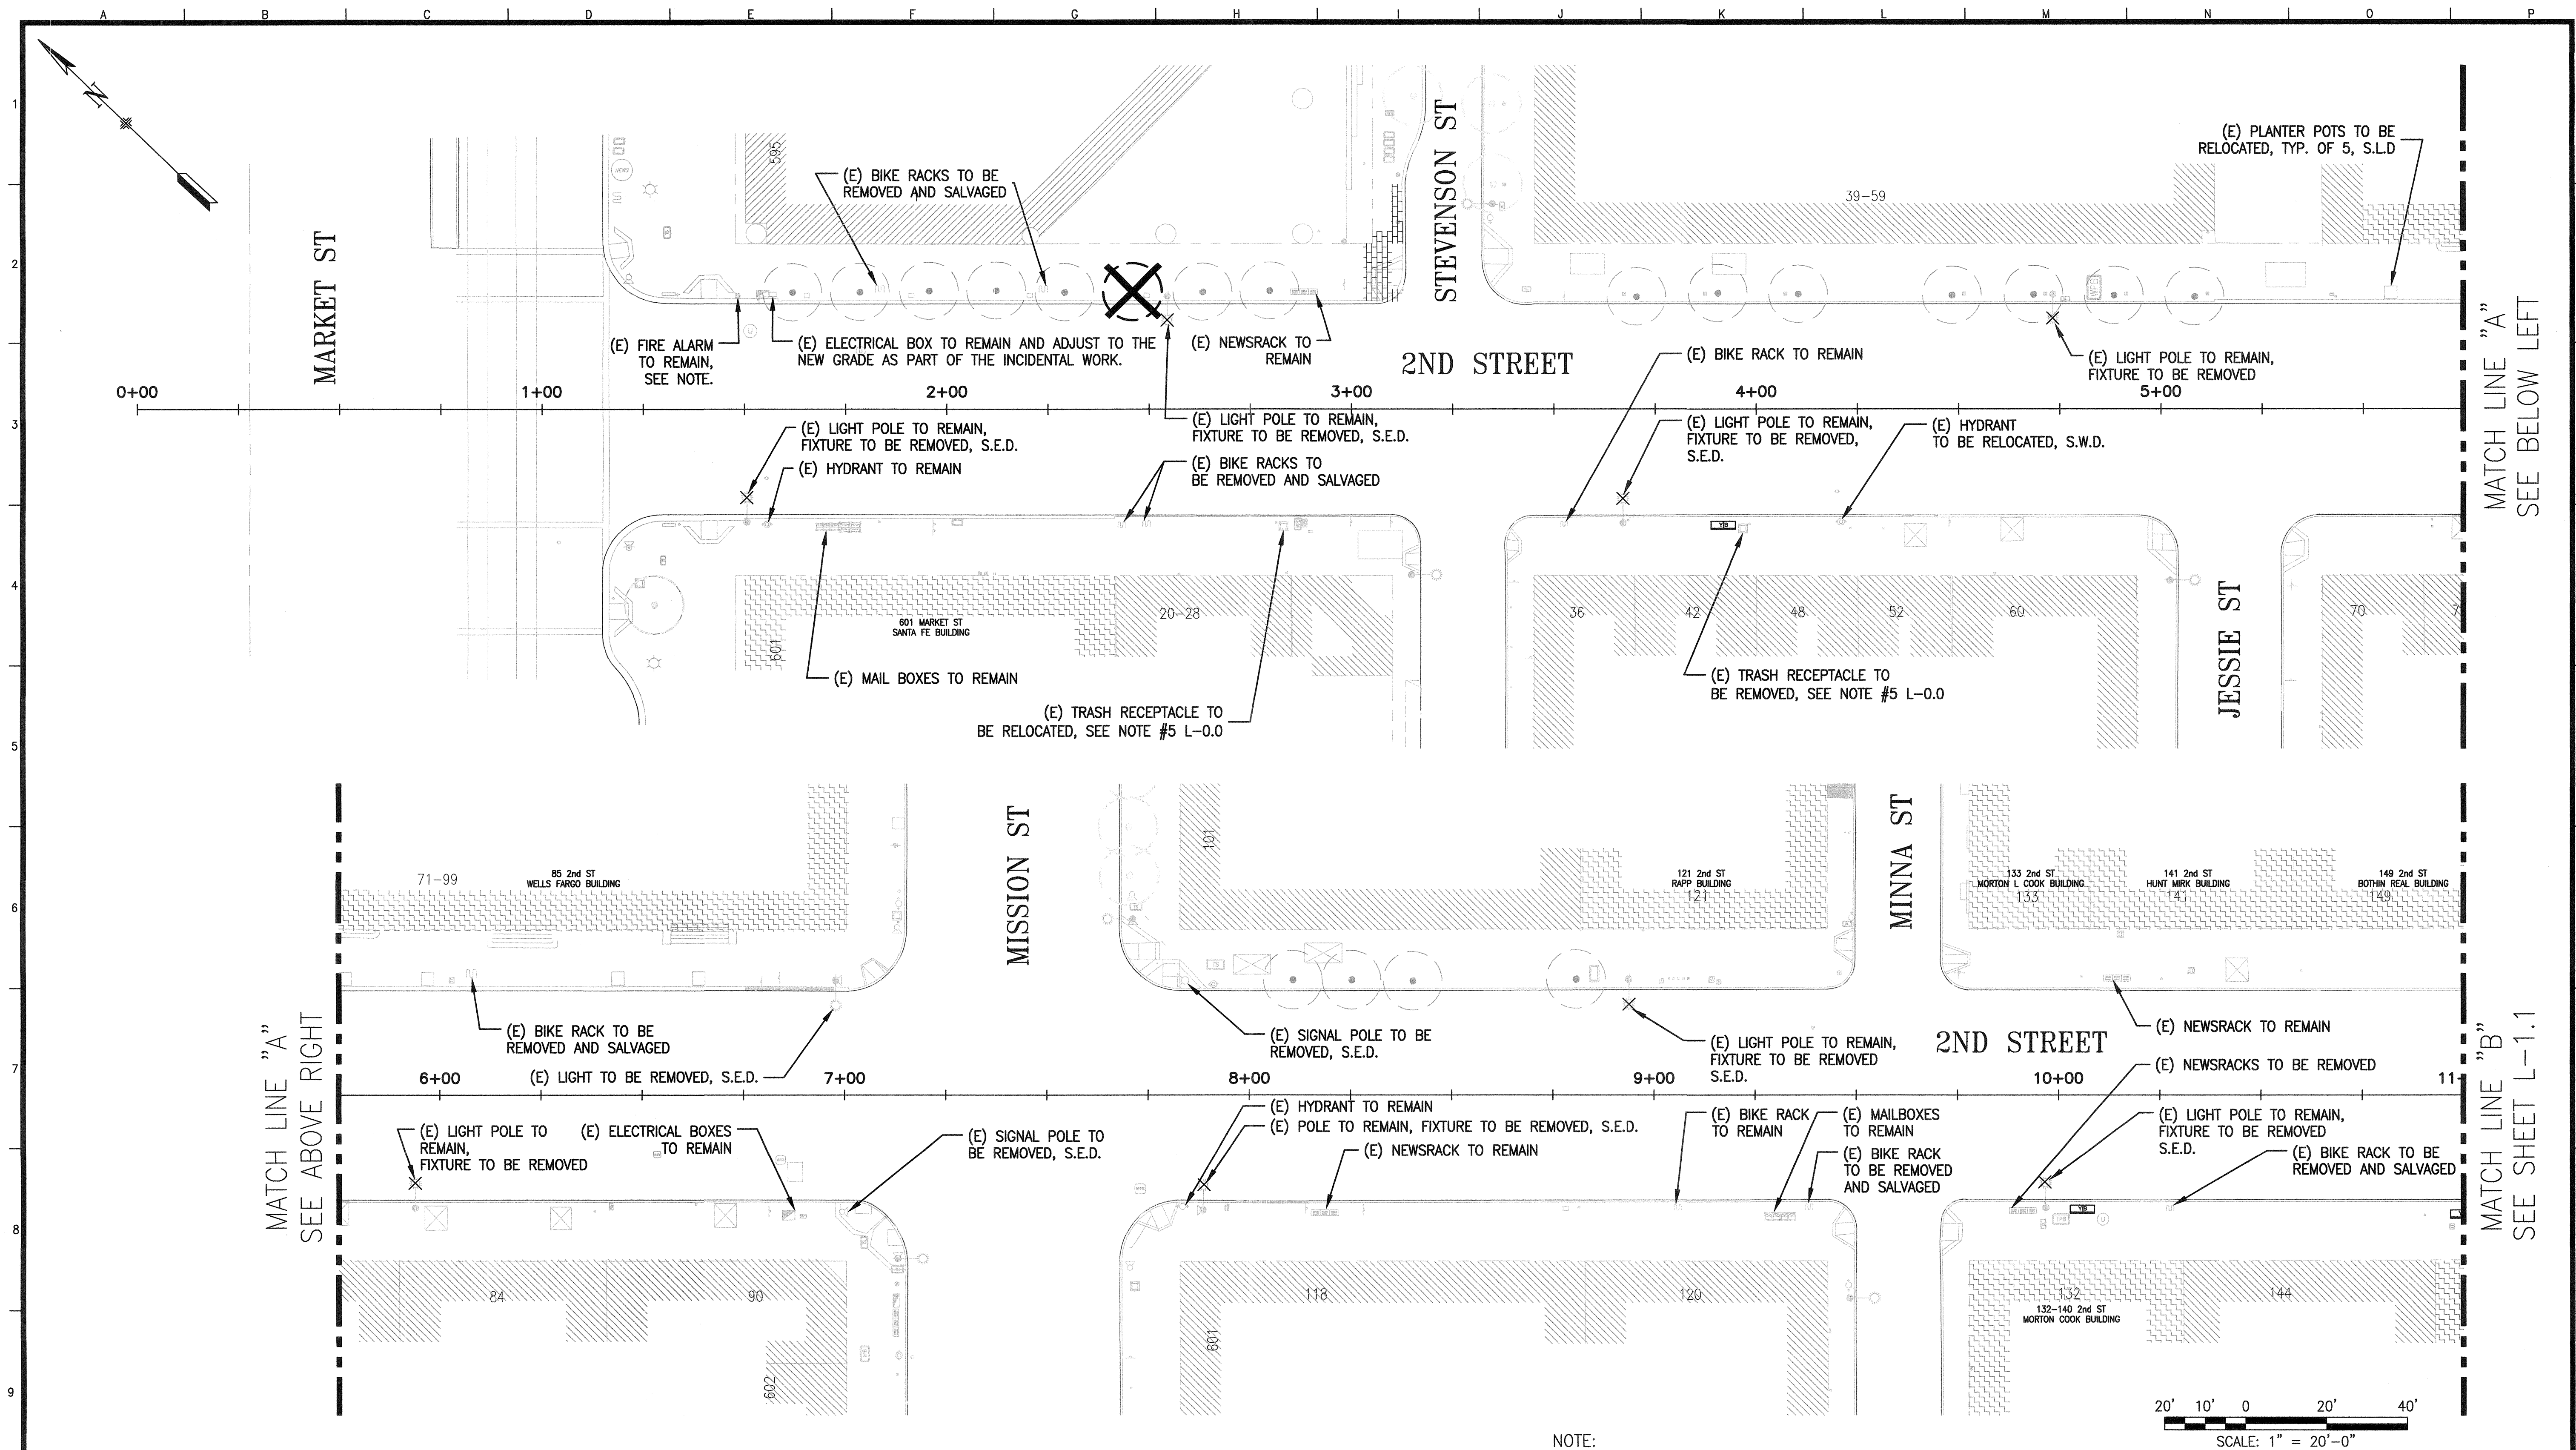 A B C D E F G H I J K L M N O P
1
2
3
4
5
6
7
8
9
N
MARKET ST
STEVENSON ST
NEWS
595
(E) BIKE RACKS TO BE
REMOVED AND SALVAGED
39-59
(E) PLANTER POTS TO BE
RELOCATED, TYP. OF 5, S.L.D
WFB
(E) FIRE ALARM
TO REMAIN,
SEE NOTE.
(E) ELECTRICAL BOX TO REMAIN AND ADJUST TO THE
NEW GRADE AS PART OF THE INCIDENTAL WORK.
(E) NEWSRACK TO
REMAIN
2ND STREET
(E) BIKE RACK TO REMAIN
(E) LIGHT POLE TO REMAIN,
FIXTURE TO BE REMOVED
MATCH LINE "A"
SEE BELOW LEFT
0+00 1+00 2+00 3+00 4+00 5+00
(E) LIGHT POLE TO REMAIN,
FIXTURE TO BE REMOVED, S.E.D.
(E) HYDRANT TO REMAIN
(E) LIGHT POLE TO REMAIN,
FIXTURE TO BE REMOVED, S.E.D.
(E) BIKE RACKS TO
BE REMOVED AND SALVAGED
(E) LIGHT POLE TO REMAIN,
FIXTURE TO BE REMOVED,
S.E.D.
(E) HYDRANT
TO BE RELOCATED, S.W.D.
YB
601
601 MARKET ST
SANTA FE BUILDING
20-28
36 42 48 52 60 70
JESSIE ST
(E) MAIL BOXES TO REMAIN
(E) TRASH RECEPTACLE TO
BE RELOCATED, SEE NOTE #5 L-0.0
(E) TRASH RECEPTACLE TO
BE REMOVED, SEE NOTE #5 L-0.0
MISSION ST
MINNA ST
71-99
85 2nd ST
WELLS FARGO BUILDING
101
121 2nd ST
RAPP BUILDING
121
133 2nd ST
MORTON L COOK BUILDING
133
141 2nd ST
HUNT MIRK BUILDING
141
149 2nd ST
BOTHIN REAL BUILDING
149
MATCH LINE "A"
SEE ABOVE RIGHT
(E) BIKE RACK TO BE
REMOVED AND SALVAGED
(E) LIGHT TO BE REMOVED, S.E.D.
(E) SIGNAL POLE TO BE
REMOVED, S.E.D.
(E) LIGHT POLE TO REMAIN,
FIXTURE TO BE REMOVED
S.E.D.
2ND STREET
(E) NEWSRACK TO REMAIN
(E) NEWSRACKS TO BE REMOVED
MATCH LINE "B"
SEE SHEET L-1.1
6+00 7+00 8+00 9+00 10+00 11+
(E) LIGHT POLE TO
REMAIN,
FIXTURE TO BE REMOVED
(E) ELECTRICAL BOXES
TO REMAIN
(E) SIGNAL POLE TO
BE REMOVED, S.E.D.
(E) HYDRANT TO REMAIN
(E) POLE TO REMAIN, FIXTURE TO BE REMOVED, S.E.D.
(E) NEWSRACK TO REMAIN
(E) BIKE RACK
TO REMAIN
(E) MAILBOXES
TO REMAIN
(E) BIKE RACK
TO BE REMOVED
AND SALVAGED
(E) LIGHT POLE TO REMAIN,
FIXTURE TO BE REMOVED
S.E.D.
(E) BIKE RACK TO BE
REMOVED AND SALVAGED
YB
84 90
602
118
601
120
132
132-140 2nd ST
MORTON COOK BUILDING
144
20' 10' 0 20' 40'
SCALE: 1" = 20'-0"
NOTE: